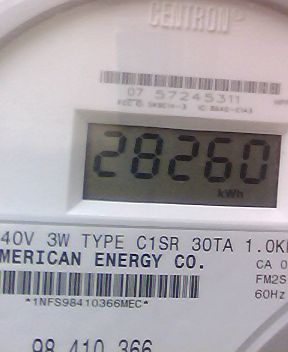 CENTRON
07 57245311
28260
kWh
40V 3W TYPE C1SR 30TA 1.0K
MERICAN ENERGY CO.
CA 0
FM2S
60Hz
*1NFS98410366MEC*
98 410 366